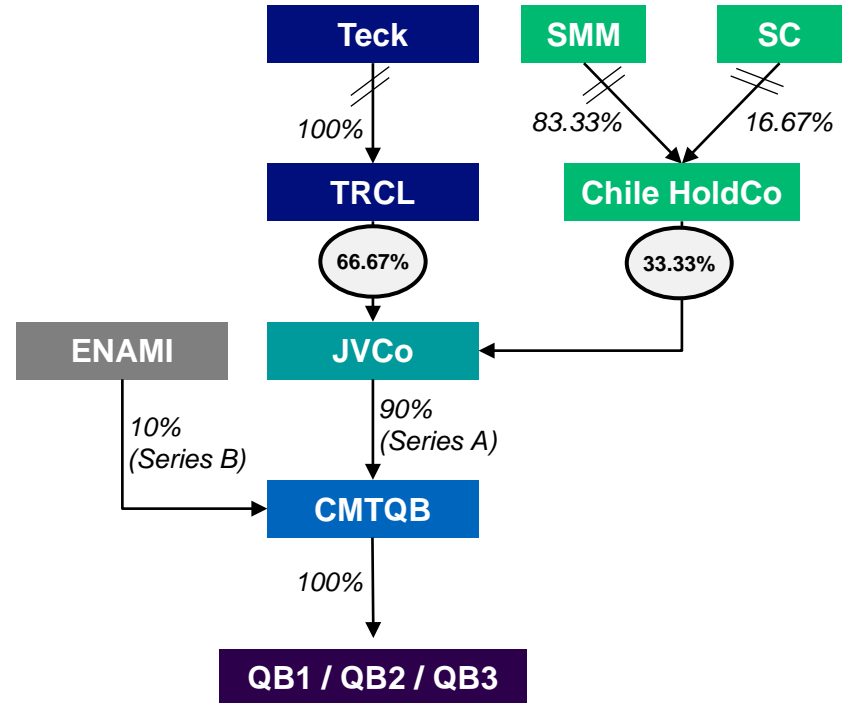 Teck
SMM
SC
100%
83.33%
16.67%
TRCL
Chile HoldCo
66.67%
33.33%
ENAMI
JVCo
10%
(Series B)
90%
(Series A)
CMTQB
100%
QB1 / QB2 / QB3